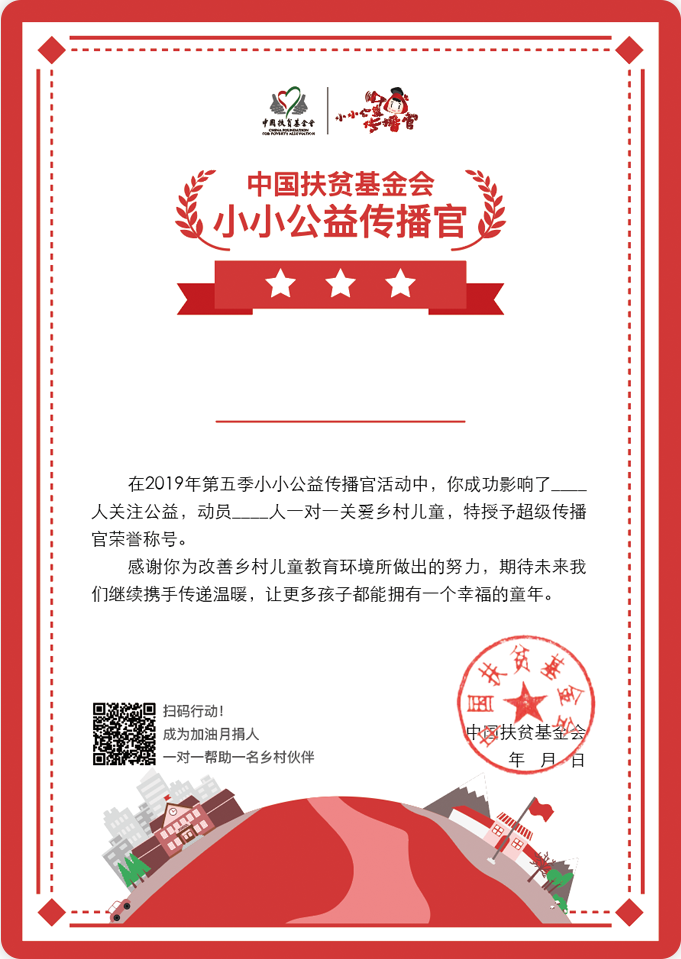 中國扶貧基金會
CHINA FOUNDATION
FOR POVERTY ALLEVIATION
小小公益
传播官
中国扶贫基金会
小小公益传播官
在2019年第五季小小公益传播官活动中，你成功影响了____
人关注公益，动员____人一对一关爱乡村儿童，特授予超级传播
官荣誉称号。
感谢你为改善乡村儿童教育环境所做出的努力，期待未来我
们继续携手传递温暖，让更多孩子都能拥有一个幸福的童年。
扫码行动！
成为加油月捐人
一对一帮助一名乡村伙伴
中国扶贫基金会
中国扶贫基金会
年 月 日